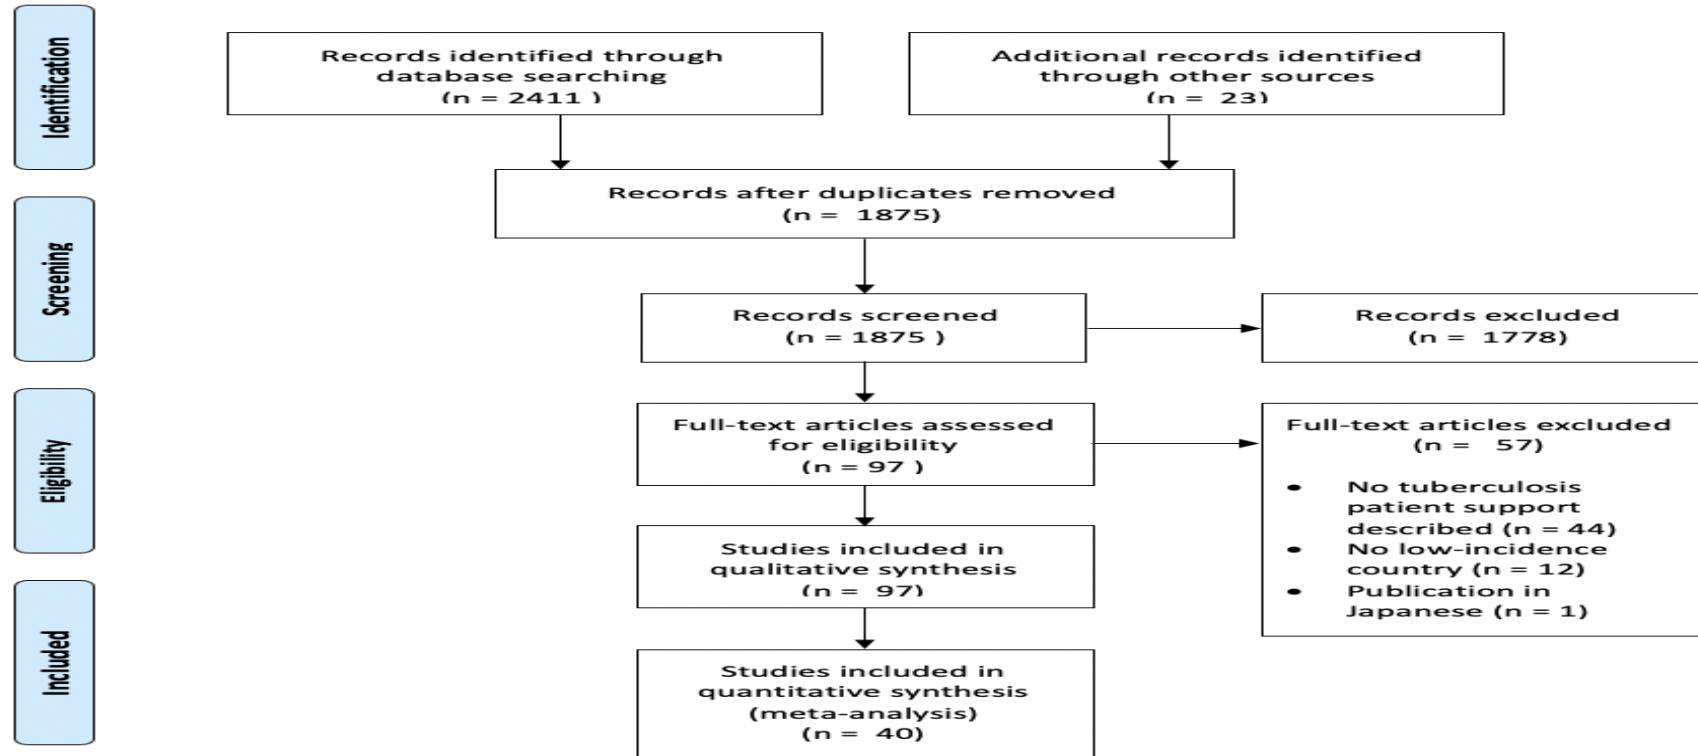 Identification
Records identified through
database searching
(n = 2411 )
Additional records identified
through other sources
(n = 23)
Records after duplicates removed
(n = 1875)
Screening
Records screened
(n = 1875 )
Records excluded
(n = 1778)
Eligibility
Full-text articles assessed
for eligibility
(n = 97 )
Full-text articles excluded
(n = 57)
• No tuberculosis
patient support
described (n = 44)
• No low-incidence
country (n = 12)
• Publication in
Japanese (n = 1)
Studies included in
qualitative synthesis
(n = 97)
Included
Studies included in
quantitative synthesis
(meta-analysis)
(n = 40)